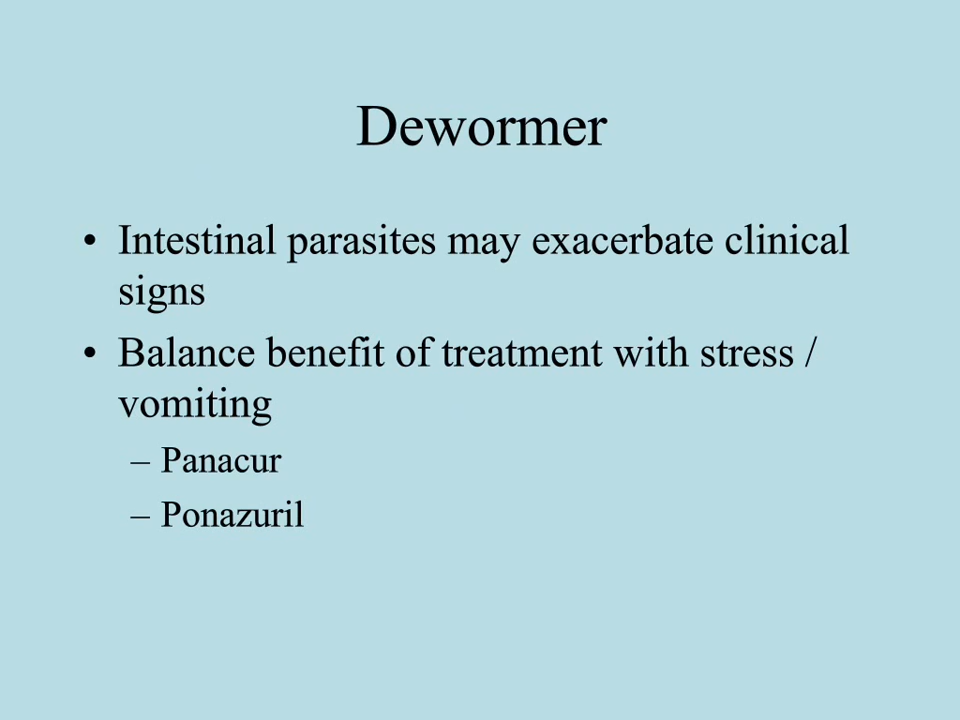 Dewormer
• Intestinal parasites may exacerbate clinical
signs
• Balance benefit of treatment with stress /
vomiting
– Panacur
– Ponazuril